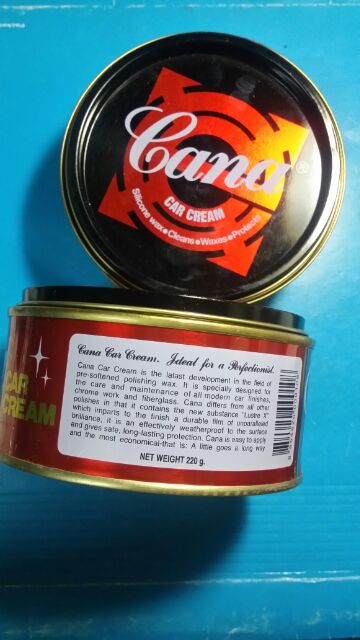 Cana®
CAR CREAM
Silicone wax • Cleans • Waxes • Protects
CAR
CREAM
Cana Car Cream. Ideal for a Perfectionist.
Cana Car Cream is the latast development in the field of
pre-softened polishing wax. It is specially designed for
the care and maintenance of all modern car finishes,
chrome work and fiberglass. Cana differs from all other
polishes in that it contains the new substance "Lustre X"
which imparts to the finish a durable film of unparalloed
brilliance, it is an effectively weatherproof to the surface
and gives safe, long-lasting protection. Cana is easy to apply
and the most economical-that is: A little goes a long way
NET WEIGHT 220 g.